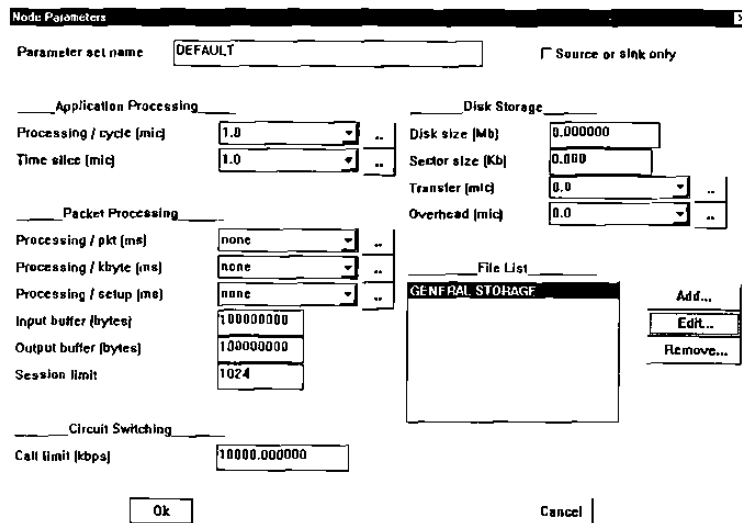 Node Parameters
Parameter set name DEFAULT Source or sink only
Application Processing Disk Storage
Processing / cycle (mic) 1.0 .. Disk size (Mb) 0.000000
Time slice (mic) 1.0 .. Sector size (Kb) 0.000
Transfer (mic) 0.0 ..
Packet Processing Overhead (mic) 0.0 ..
Processing / pkt (ms) none ..
Processing / kbyte (ms) none .. File List
Processing / setup (ms) none .. GENERAL STORAGE Add...
Input buffer (bytes) 100000000 Edit...
Output buffer (bytes) 100000000 Remove...
Session limit 1024
Circuit Switching
Call limit (kbps) 10000.000000
Ok Cancel